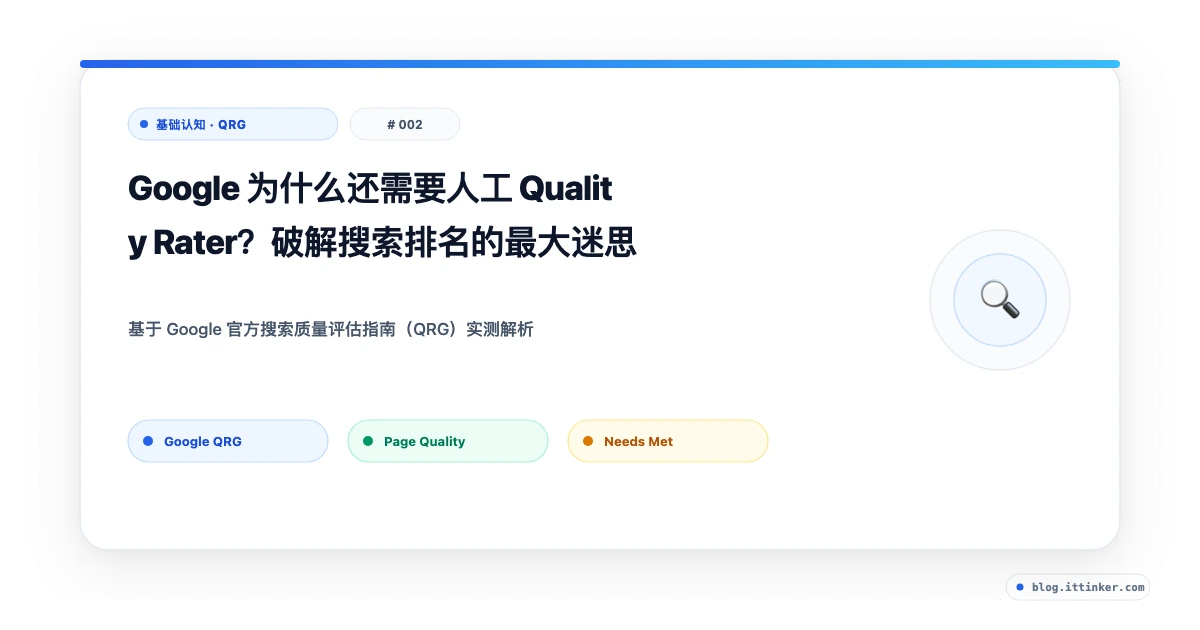 基础认知 · QRG
# 002
Google 为什么还需要人工 Qualit
y Rater？破解搜索排名的最大迷思
基于 Google 官方搜索质量评估指南（QRG）实测解析
Google QRG
Page Quality
Needs Met
blog.ittinker.com